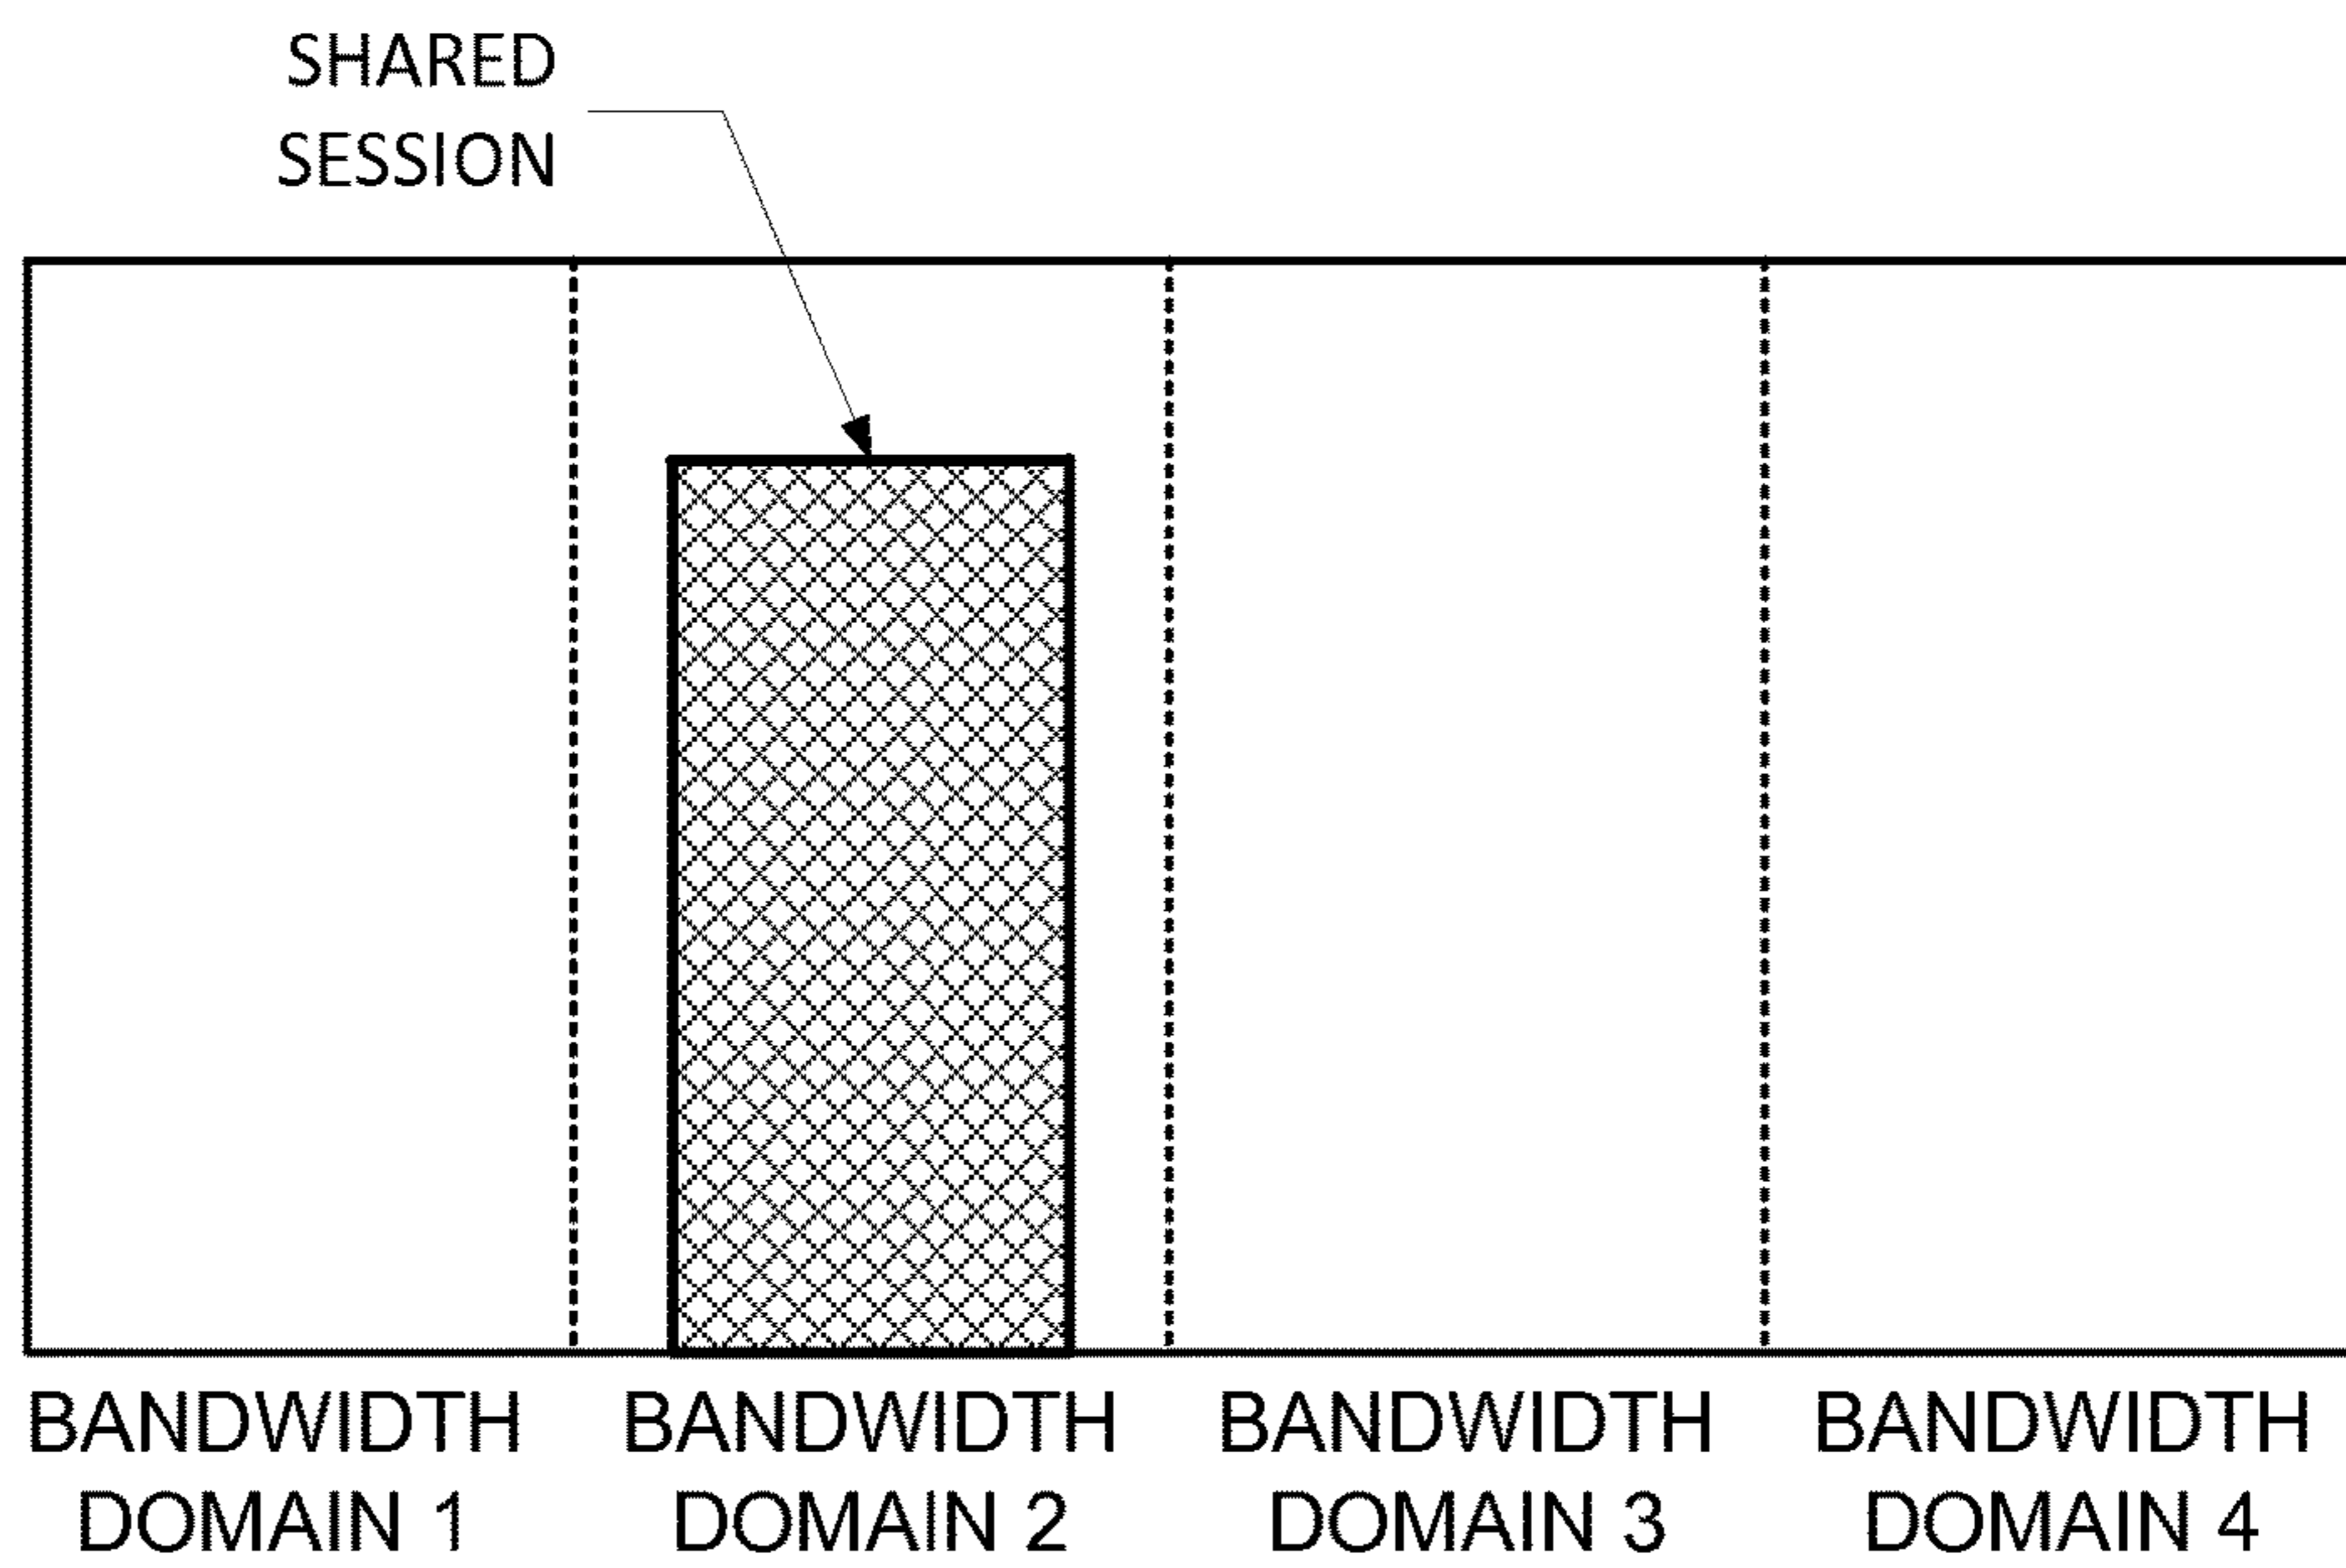 SHARED
SESSION
BANDWIDTH
DOMAIN 1
BANDWIDTH
DOMAIN 2
BANDWIDTH
DOMAIN 3
BANDWIDTH
DOMAIN 4